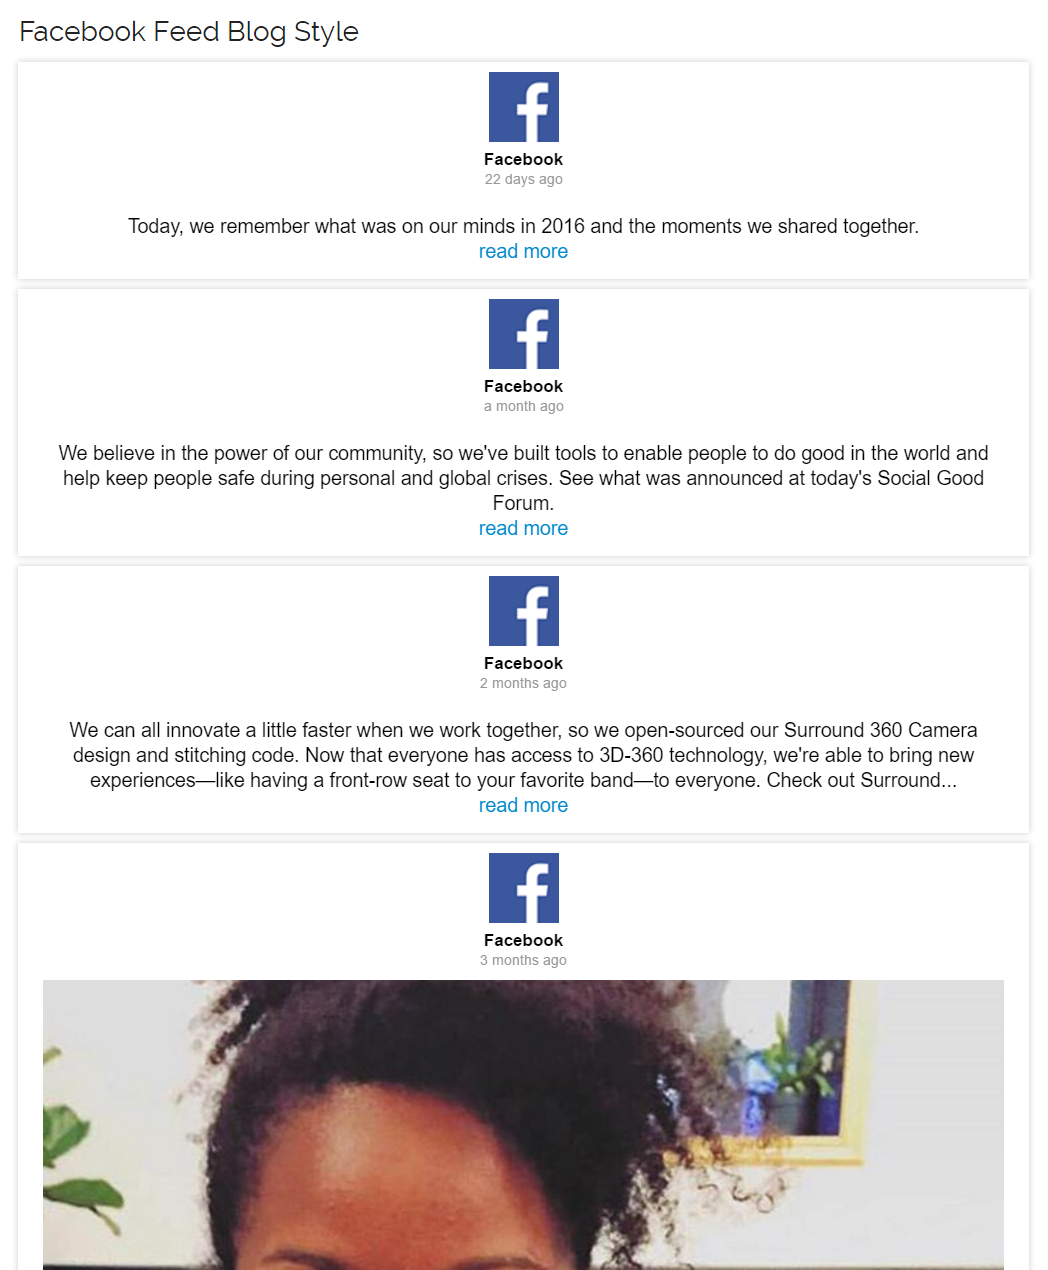 Facebook Feed Blog Style
Facebook
22 days ago
Today, we remember what was on our minds in 2016 and the moments we shared together.
read more
Facebook
a month ago
We believe in the power of our community, so we've built tools to enable people to do good in the world and
help keep people safe during personal and global crises. See what was announced at today's Social Good
Forum.
read more
Facebook
2 months ago
We can all innovate a little faster when we work together, so we open-sourced our Surround 360 Camera
design and stitching code. Now that everyone has access to 3D-360 technology, we're able to bring new
experiences—like having a front-row seat to your favorite band—to everyone. Check out Surround...
read more
Facebook
3 months ago